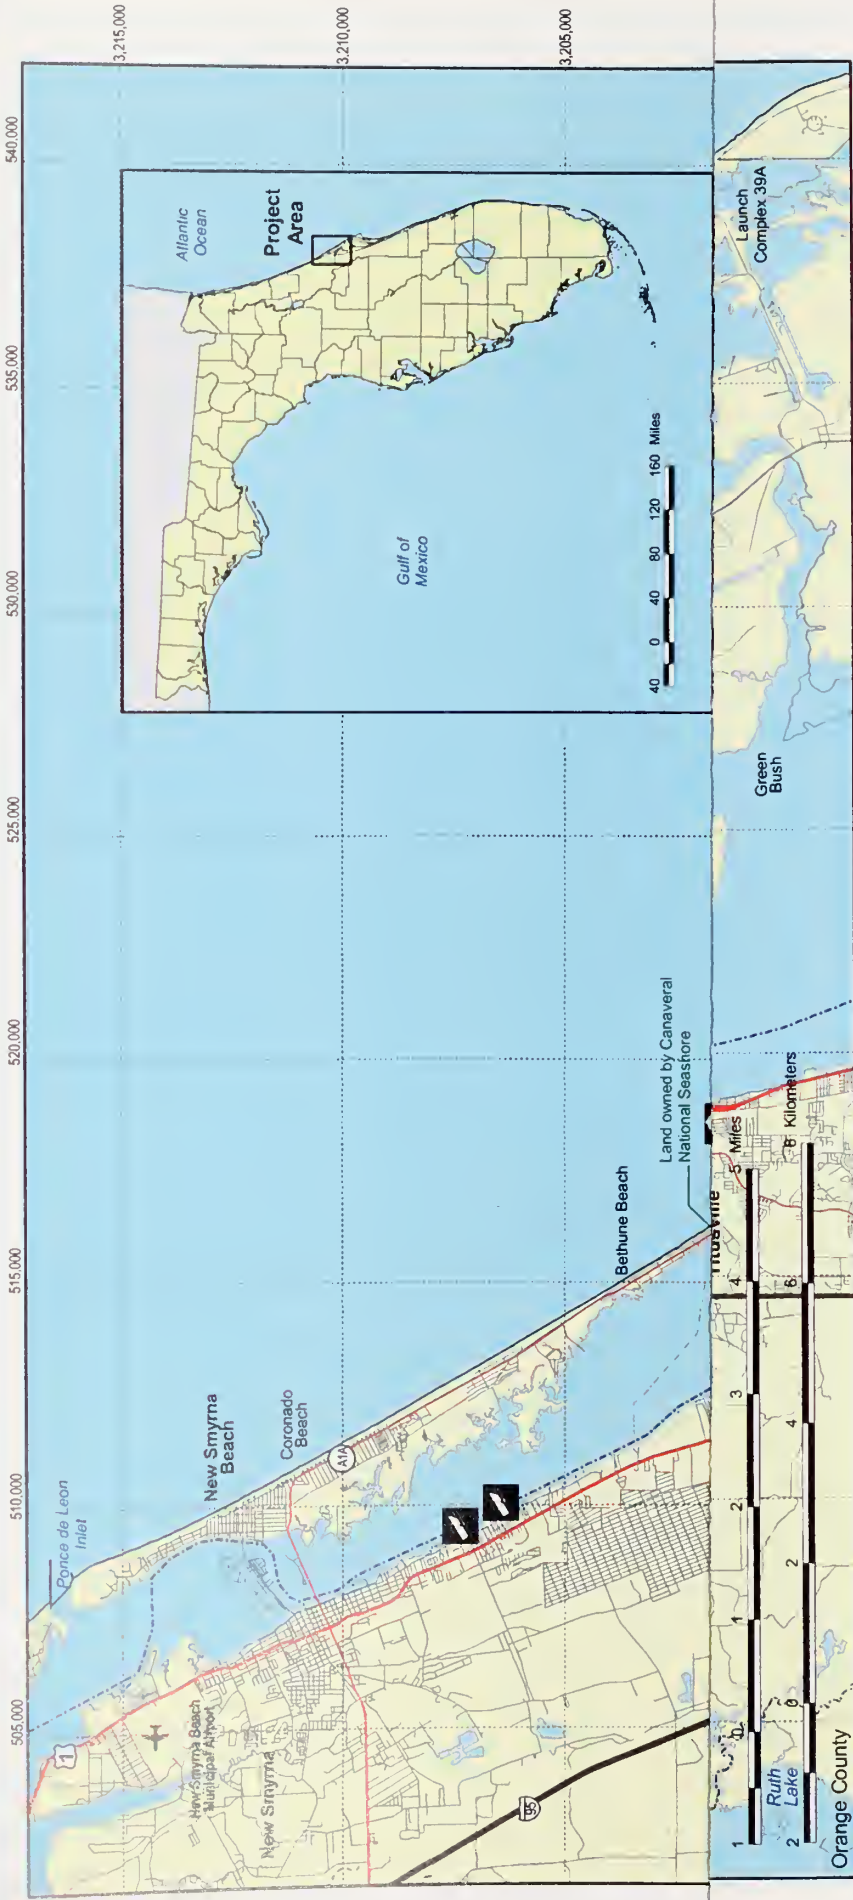 540,000
535,000
530,000
525,000
520,000
515,000
510,000
505,000
3,215,000
3,210,000
3,205,000
Atlantic
Ocean
Project
Area
Gulf of
Mexico
40 0 40 80 120 160 Miles
Launch
Complex 39A
Green
Bush
Land owned by Canaveral
National Seashore
Bethune Beach
Titusville
New Smyrna
Beach
Coronado
Beach
A1A
Ponce de Leon
Inlet
1
New Smyrna Beach
Municipal Airport
New Smyrna
95
1 0 1 2 3 4 5 Miles
2 0 2 4 6 8 Kilometers
Ruth
Lake
Orange County